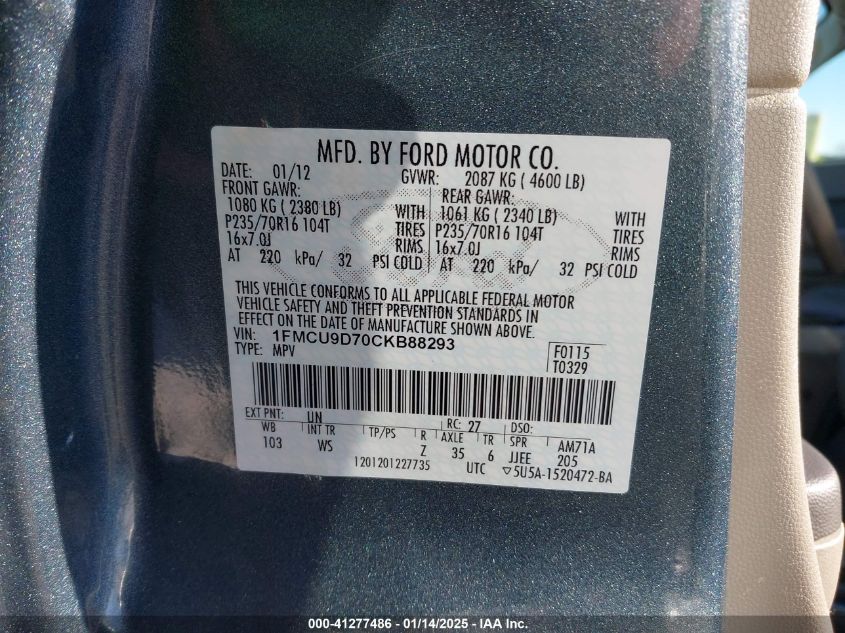 MFD. BY FORD MOTOR CO.
DATE: 01/12 GVWR: 2087 KG ( 4600 LB)
FRONT GAWR: REAR GAWR:
1080 KG ( 2380 LB) WITH 1061 KG ( 2340 LB) WITH
P235/70R16 104T TIRES P235/70R16 104T TIRES
16x7.0J RIMS 16x7.0J RIMS
AT 220 kPa/ 32 PSI COLD AT 220 kPa/ 32 PSI COLD
THIS VEHICLE CONFORMS TO ALL APPLICABLE FEDERAL MOTOR
VEHICLE SAFETY AND THEFT PREVENTION STANDARDS IN
EFFECT ON THE DATE OF MANUFACTURE SHOWN ABOVE.
VIN: 1FMCU9D70CKB88293
TYPE: MPV
F0115
T0329
EXT PNT: UN RC: 27 DSO:
WB INT TR TP/PS R AXLE TR SPR AM71A
103 WS Z 35 6 JJEE 205
1201201227735 UTC ▽5U5A-1520472-BA
000-41277486 - 01/14/2025 - IAA Inc.